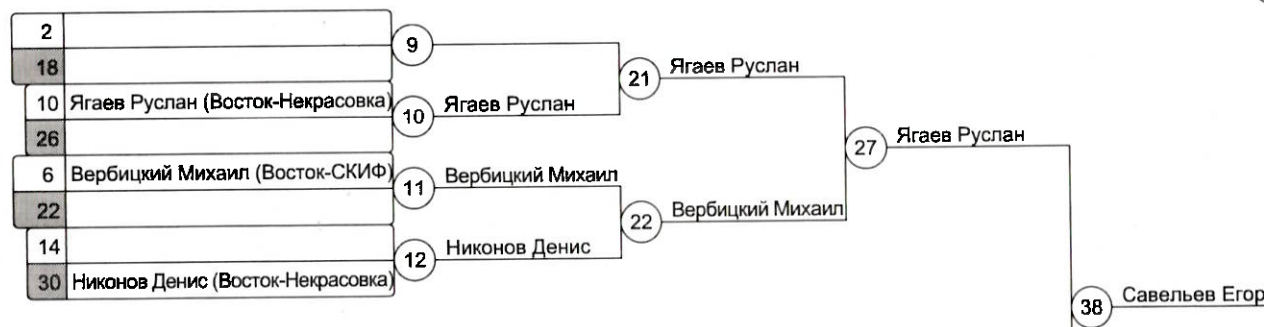 2
9
18
21
Ягаев Руслан
10
Ягаев Руслан (Восток-Некрасовка)
10
Ягаев Руслан
26
27
Ягаев Руслан
6
Вербицкий Михаил (Восток-СКИФ)
11
Вербицкий Михаил
22
22
Вербицкий Михаил
14
12
Никонов Денис
30
Никонов Денис (Восток-Некрасовка)
38
Савельев Егор